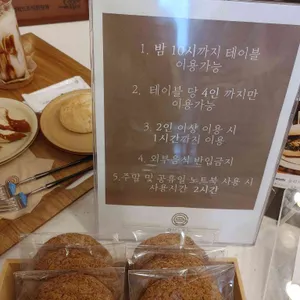 1. 밤 10시까지 테이블
이용가능
2. 테이블 당 4인 까지만
이용가능
3. 2인 이상 이용 시
1시간까지 이용
4. 외부음식 반입금지
5. 주말 및 공휴일 노트북 사용 시
사용시간 2시간